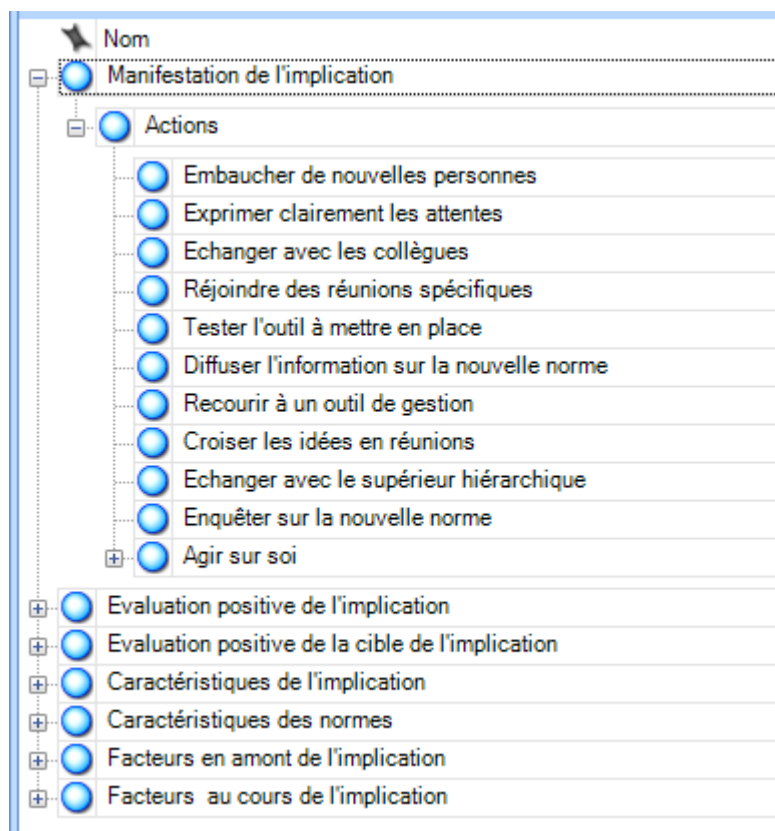 Nom
Manifestation de l'implication
Actions
Embaucher de nouvelles personnes
Exprimer clairement les attentes
Echanger avec les collègues
Réjoindre des réunions spécifiques
Tester l'outil à mettre en place
Diffuser l'information sur la nouvelle norme
Recourir à un outil de gestion
Croiser les idées en réunions
Echanger avec le supérieur hiérarchique
Enquêter sur la nouvelle norme
Agir sur soi
Evaluation positive de l'implication
Evaluation positive de la cible de l'implication
Caractéristiques de l'implication
Caractéristiques des normes
Facteurs en amont de l'implication
Facteurs  au cours de l'implication